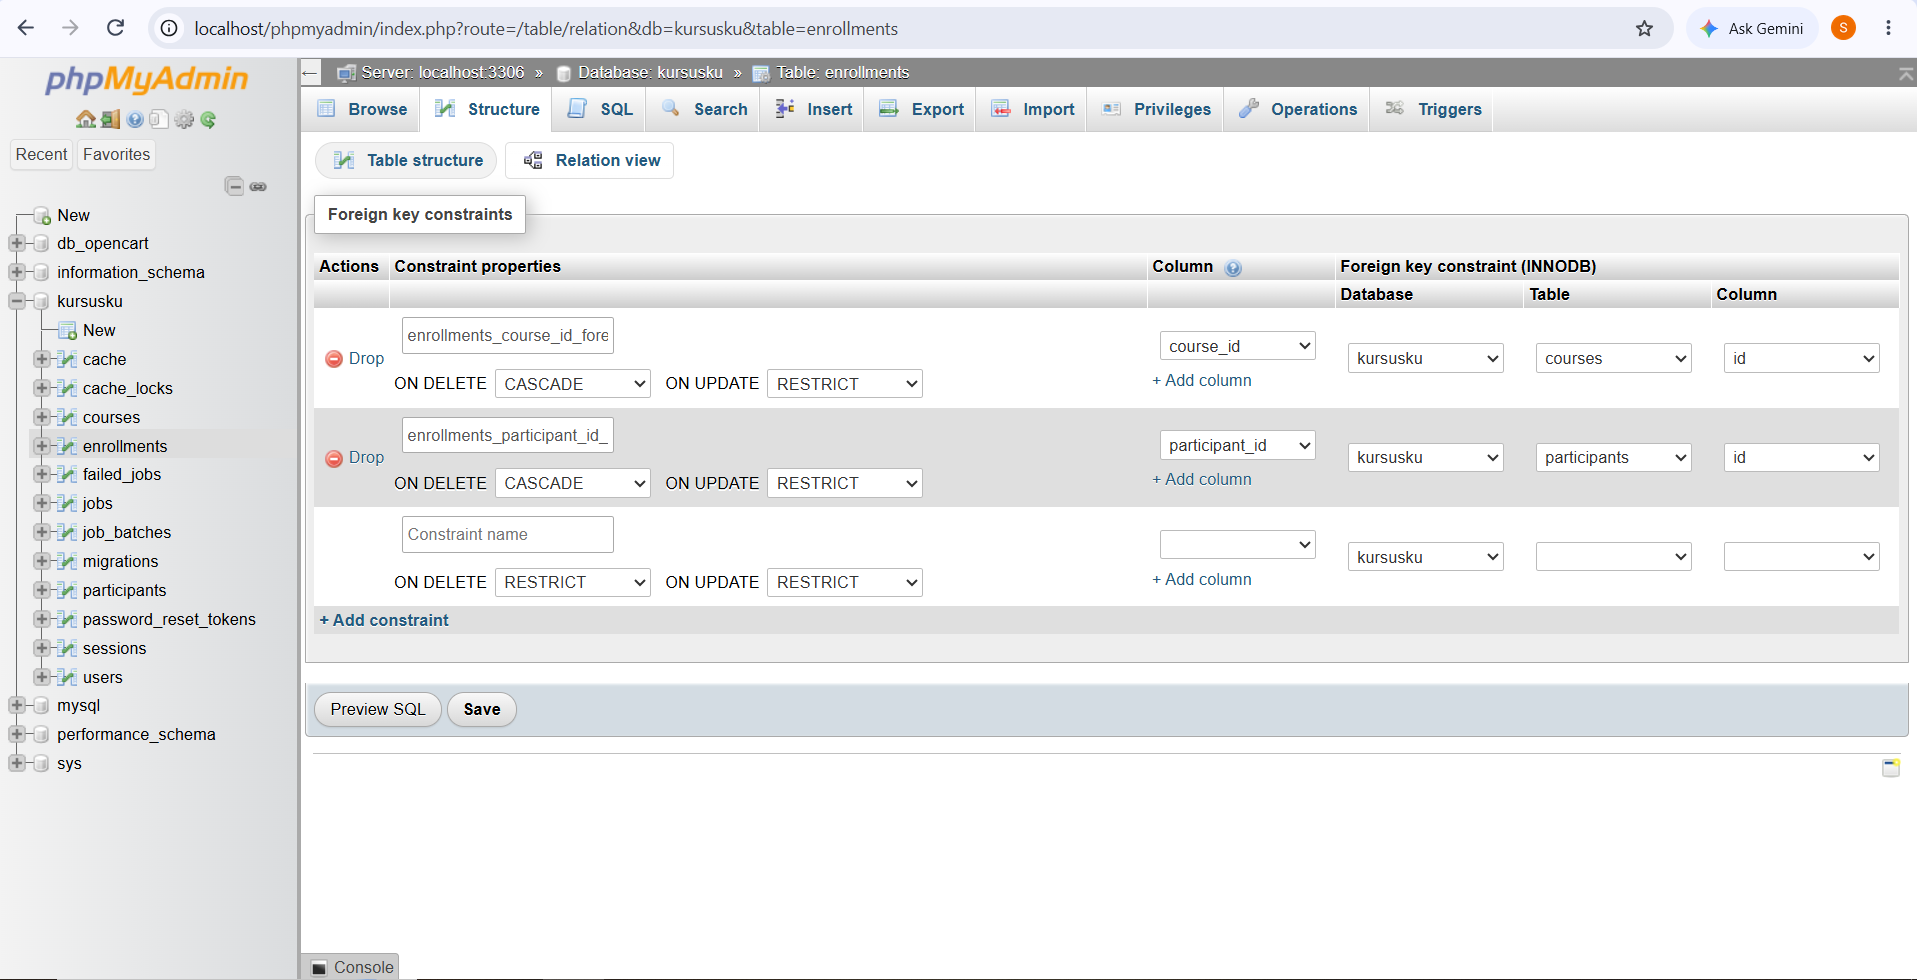 localhost/phpmyadmin/index.php?route=/table/relation&db=kursusku&table=enrollments
Ask Gemini
S
phpMyAdmin
Recent
Favorites
New
db_opencart
information_schema
kursusku
New
cache
cache_locks
courses
enrollments
failed_jobs
jobs
job_batches
migrations
participants
password_reset_tokens
sessions
users
mysql
performance_schema
sys
Server: localhost:3306 » Database: kursusku » Table: enrollments
Browse Structure SQL Search Insert Export Import Privileges Operations Triggers
Table structure Relation view
Foreign key constraints
Actions Constraint properties Column Foreign key constraint (INNODB)
Database Table Column
enrollments_course_id_fore
Drop course_id kursusku courses id
ON DELETE CASCADE ON UPDATE RESTRICT + Add column
enrollments_participant_id_
Drop participant_id kursusku participants id
ON DELETE CASCADE ON UPDATE RESTRICT + Add column
Constraint name
kursusku
ON DELETE RESTRICT ON UPDATE RESTRICT + Add column
+ Add constraint
Preview SQL Save
Console